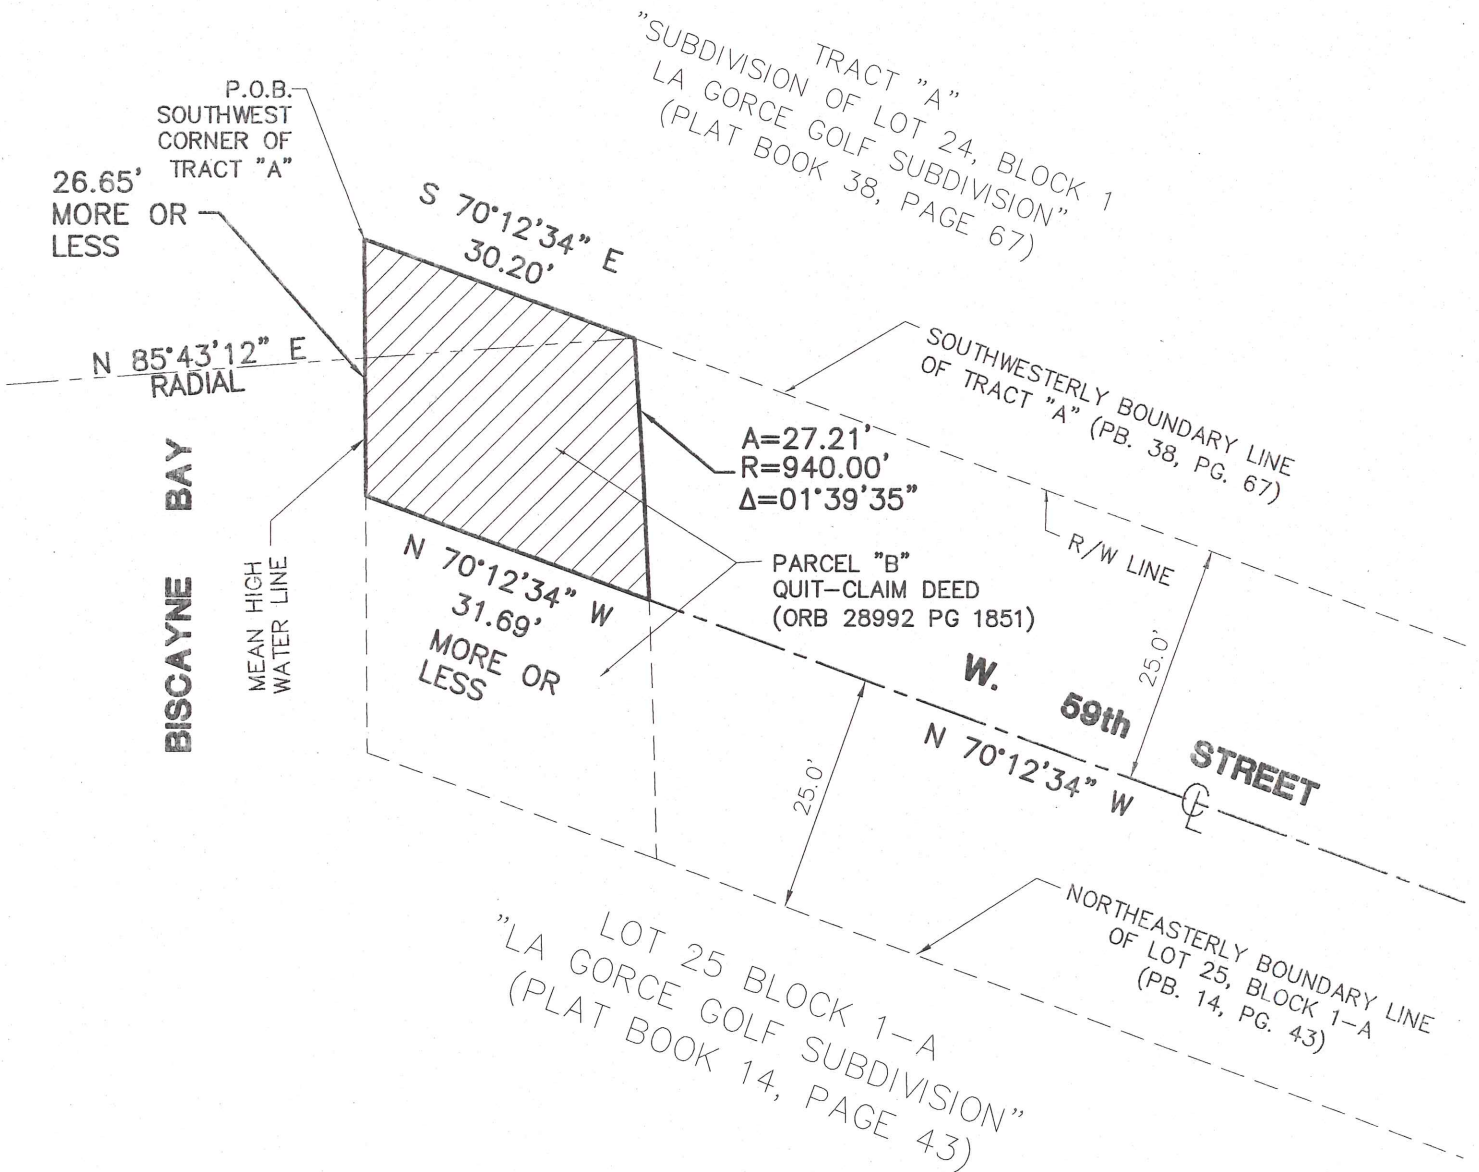 TRACT "A"
"SUBDIVISION OF LOT 24, BLOCK 1
LA GORCE GOLF SUBDIVISION"
(PLAT BOOK 38, PAGE 67)
P.O.B.
SOUTHWEST
CORNER OF
TRACT "A"
26.65'
MORE OR
LESS
S 70°12'34" E
30.20'
N 85°43'12" E
RADIAL
SOUTHWESTERLY BOUNDARY LINE
OF TRACT "A" (PB. 38, PG. 67)
A=27.21'
R=940.00'
Δ=01°39'35"
R/W LINE
BISCAYNE BAY
MEAN HIGH
WATER LINE
N 70°12'34" W
31.69'
MORE OR
LESS
PARCEL "B"
QUIT-CLAIM DEED
(ORB 28992 PG 1851)
25.0'
W. 59th STREET
N 70°12'34" W
CL
25.0'
NORTHEASTERLY BOUNDARY LINE
OF LOT 25, BLOCK 1-A
(PB. 14, PG. 43)
LOT 25 BLOCK 1-A
"LA GORCE GOLF SUBDIVISION"
(PLAT BOOK 14, PAGE 43)